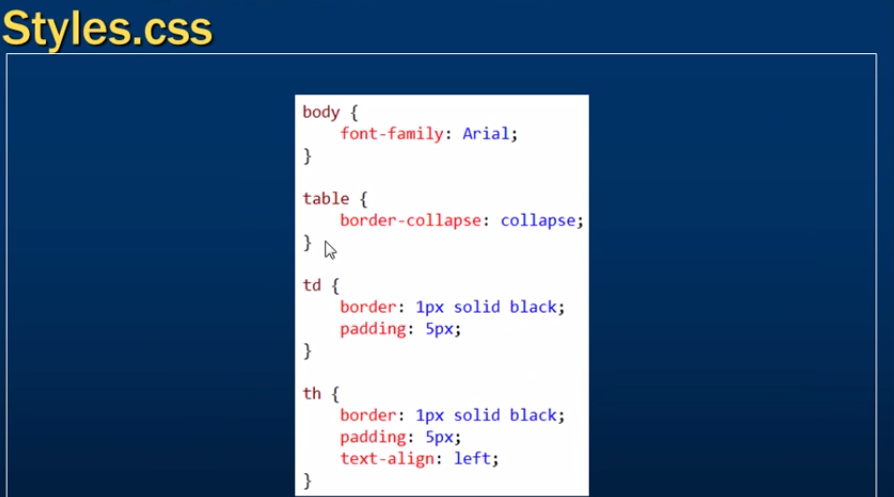 Styles.css
body {
    font-family: Arial;
}
table {
    border-collapse: collapse;
}
td {
    border: 1px solid black;
    padding: 5px;
}
th {
    border: 1px solid black;
    padding: 5px;
    text-align: left;
}